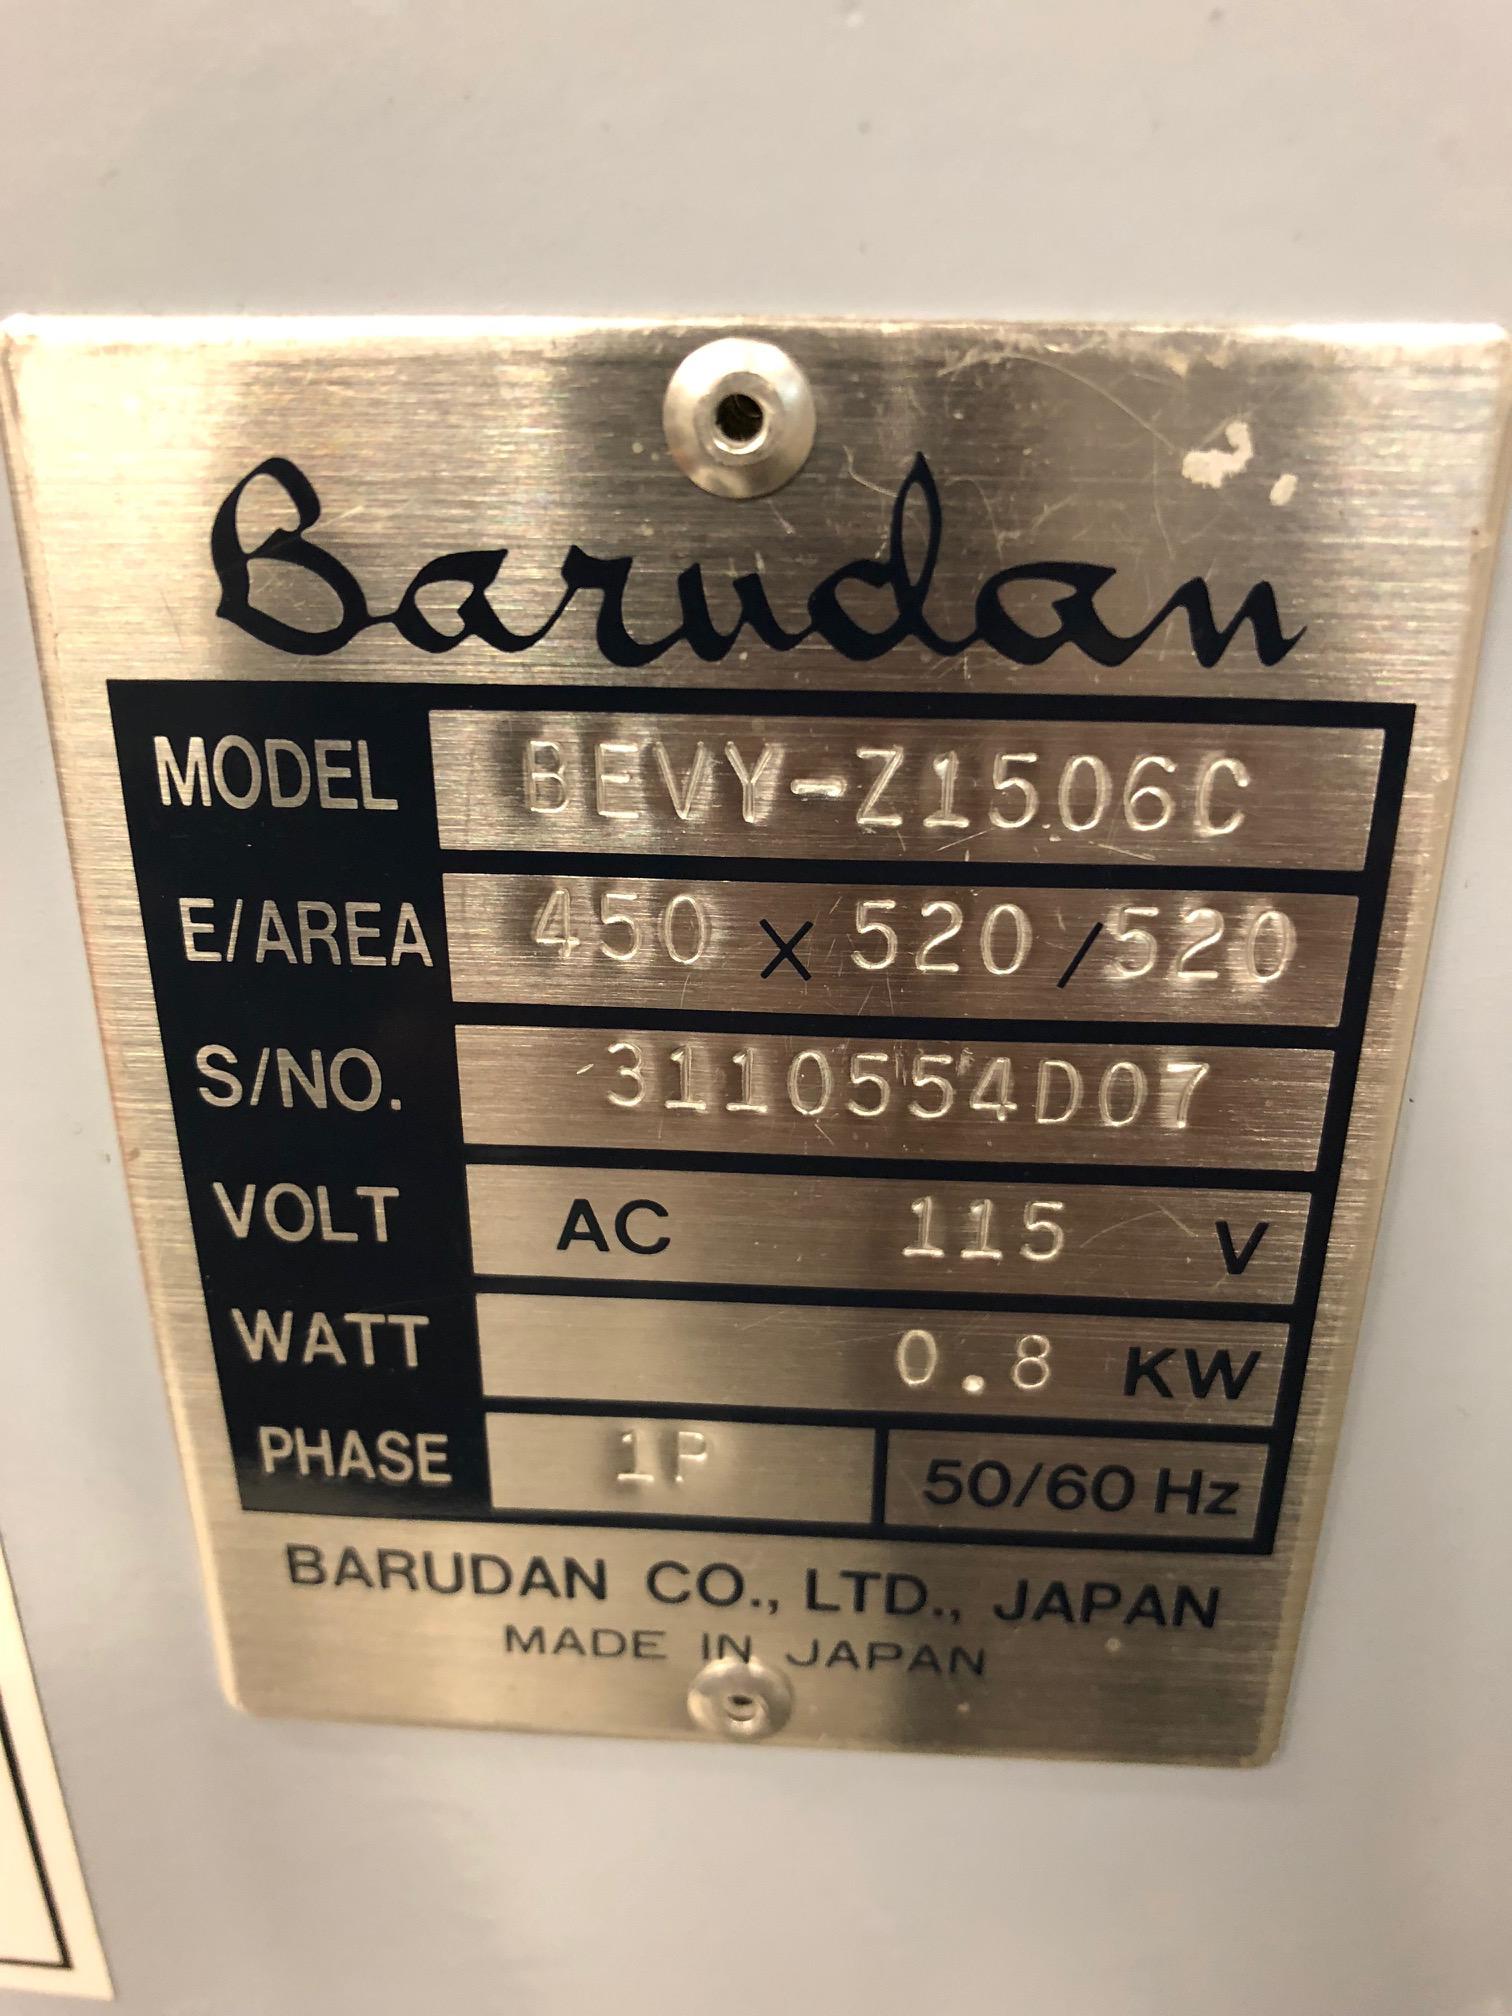 Barudan
MODEL BEVY-Z1506C
E/AREA 450 x 520 / 520
S/NO. 3110554D07
VOLT AC 115 V
WATT 0.8 KW
PHASE 1P 50/60 Hz
BARUDAN CO., LTD., JAPAN
MADE IN JAPAN